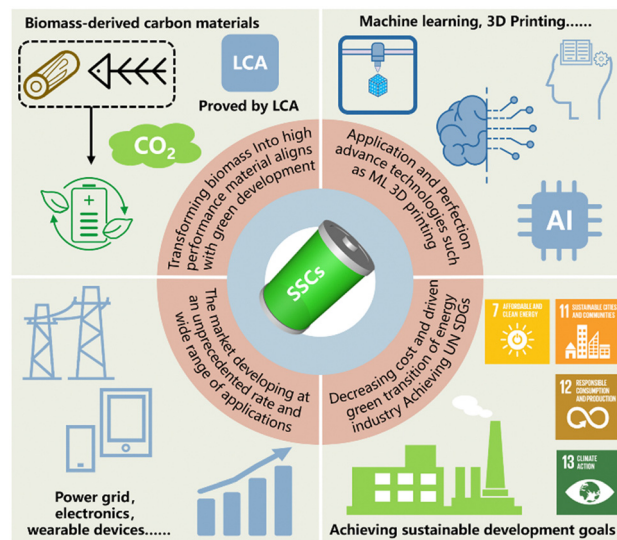 Biomass-derived carbon materials
LCA
Proved by LCA
CO₂
Transforming biomass Into high
performance material aligns
with green development
Machine learning, 3D Printing......
AI
Application and Perfection
advance technologies such
as ML 3D printing
SSCs
The market developing at
an unprecedented rate and
wide range of applications
Power grid,
electronics,
wearable devices......
Decreasing cost and driven
green transition of energy
industry Achieving UN SDGs
7 AFFORDABLE AND
CLEAN ENERGY
11 SUSTAINABLE CITIES
AND COMMUNITIES
12 RESPONSIBLE
CONSUMPTION
AND PRODUCTION
13 CLIMATE
ACTION
Achieving sustainable development goals